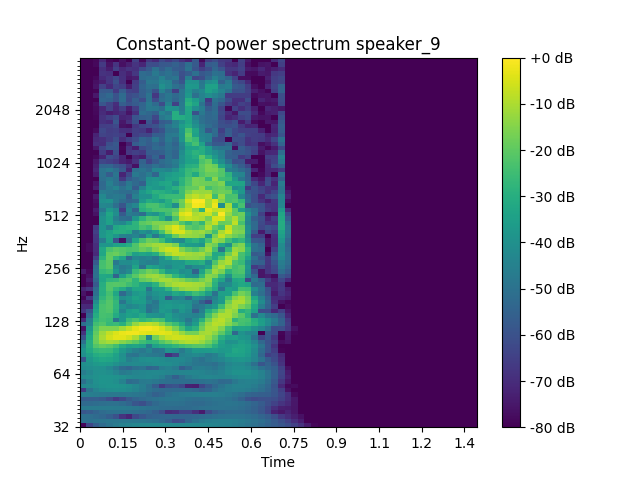 Constant-Q power spectrum speaker_9
+0 dB
2048
-10 dB
1024
-20 dB
-30 dB
512
Hz
-40 dB
256
-50 dB
128
-60 dB
64
-70 dB
32
-80 dB
0 0.15 0.3 0.45 0.6 0.75 0.9 1.1 1.2 1.4
Time